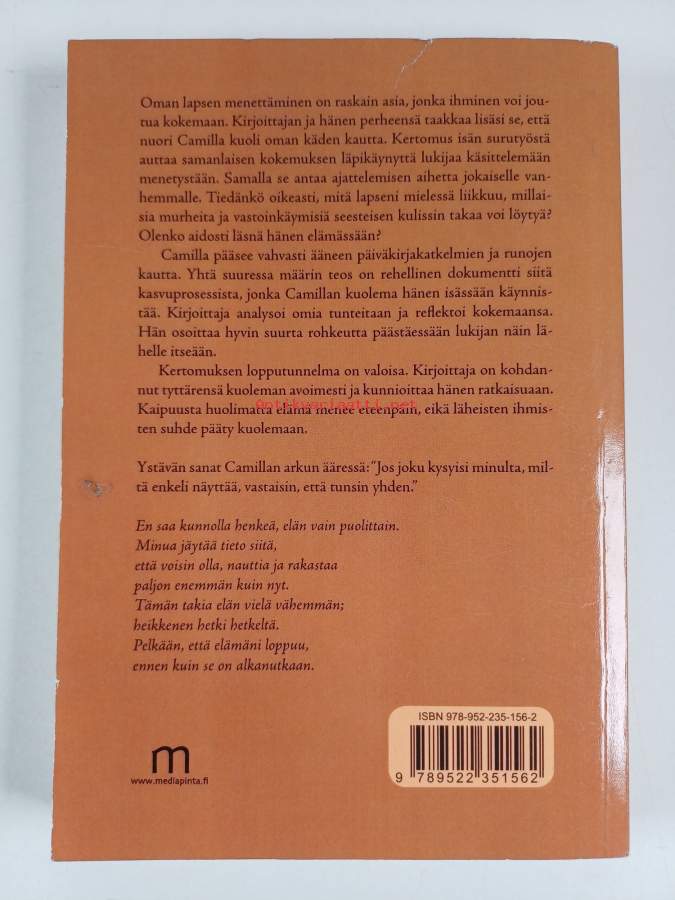 Oman lapsen menettäminen on raskain asia, jonka ihminen voi jou-
tua kokemaan. Kirjoittajan ja hänen perheensä taakkaa lisäsi se, että
nuori Camilla kuoli oman käden kautta. Kertomus isän surutyöstä
auttaa samanlaisen kokemuksen läpikäynyttä lukijaa käsittelemään
menetystään. Samalla se antaa ajattelemisen aihetta jokaiselle van-
hemmalle. Tiedänkö oikeasti, mitä lapseni mielessä liikkuu, millai-
sia murheita ja vastoinkäymisiä seesteisen kulissin takaa voi löytyä?
Olenko aidosti läsnä hänen elämässään?
Camilla pääsee vahvasti ääneen päiväkirjakatkelmien ja runojen
kautta. Yhtä suuressa määrin teos on rehellinen dokumentti siitä
kasvuprosessista, jonka Camillan kuolema hänen isässään käynnis-
tää. Kirjoittaja analysoi omia tunteitaan ja reflektoi kokemaansa.
Hän osoittaa hyvin suurta rohkeutta päästäessään lukijan näin lä-
helle itseään.
Kertomuksen lopputunnelma on valoisa. Kirjoittaja on kohdan-
nut tyttärensä kuoleman avoimesti ja kunnioittaa hänen ratkaisuaan.
Kaipuusta huolimatta elämä menee eteenpäin, eikä läheisten ihmis-
ten suhde pääty kuolemaan.
Antikvariaatti.net
Ystävän sanat Camillan arkun ääressä: "Jos joku kysyisi minulta, mil-
tä enkeli näyttää, vastaisin, että tunsin yhden."
En saa kunnolla henkeä, elän vain puolittain.
Minua jäytää tieto siitä,
että voisin olla, nauttia ja rakastaa
paljon enemmän kuin nyt.
Tämän takia elän vielä vähemmän;
heikkenen hetki hetkeltä.
Pelkään, että elämäni loppuu,
ennen kuin se on alkanutkaan.
ISBN 978-952-235-156-2
9 789522 351562
m
www.mediapinta.fi